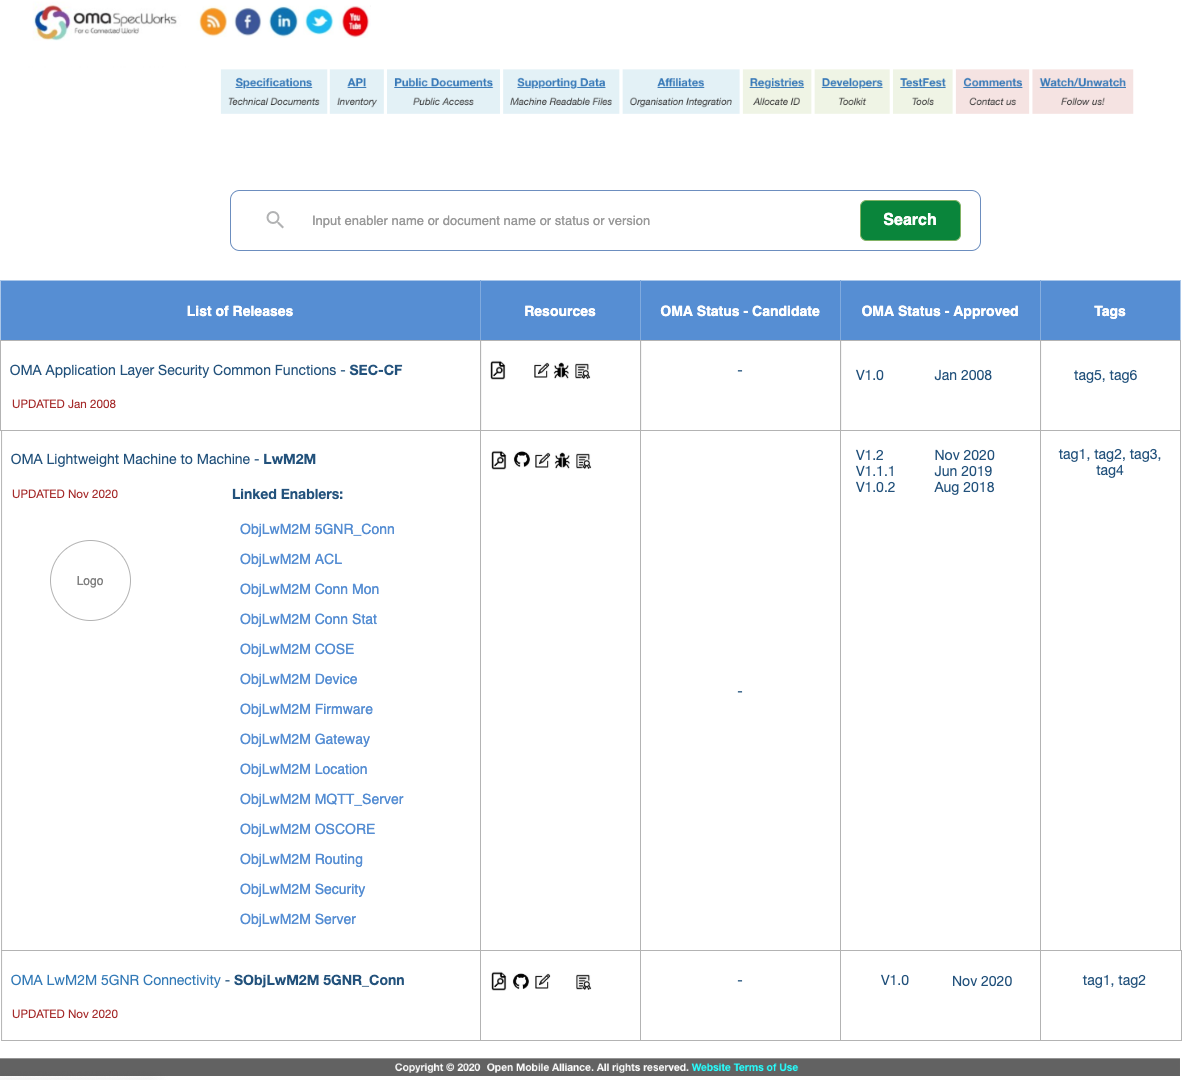 oma SpecWorks
For a Connected World
You
Tube
Specifications API Public Documents Supporting Data Affiliates Registries Developers TestFest Comments Watch/Unwatch
Technical Documents Inventory Public Access Machine Readable Files Organisation Integration Allocate ID Toolkit Tools Contact us Follow us!
Input enabler name or document name or status or version Search
List of Releases Resources OMA Status - Candidate OMA Status - Approved Tags
OMA Application Layer Security Common Functions - SEC-CF - V1.0 Jan 2008 tag5, tag6
UPDATED Jan 2008
OMA Lightweight Machine to Machine - LwM2M V1.2 Nov 2020 tag1, tag2, tag3,
V1.1.1 Jun 2019 tag4
V1.0.2 Aug 2018
UPDATED Nov 2020 Linked Enablers:
ObjLwM2M 5GNR_Conn
ObjLwM2M ACL
Logo
ObjLwM2M Conn Mon
ObjLwM2M Conn Stat
ObjLwM2M COSE
ObjLwM2M Device
-
ObjLwM2M Firmware
ObjLwM2M Gateway
ObjLwM2M Location
ObjLwM2M MQTT_Server
ObjLwM2M OSCORE
ObjLwM2M Routing
ObjLwM2M Security
ObjLwM2M Server
OMA LwM2M 5GNR Connectivity - SObjLwM2M 5GNR_Conn - V1.0 Nov 2020 tag1, tag2
UPDATED Nov 2020
Copyright © 2020 Open Mobile Alliance. All rights reserved. Website Terms of Use